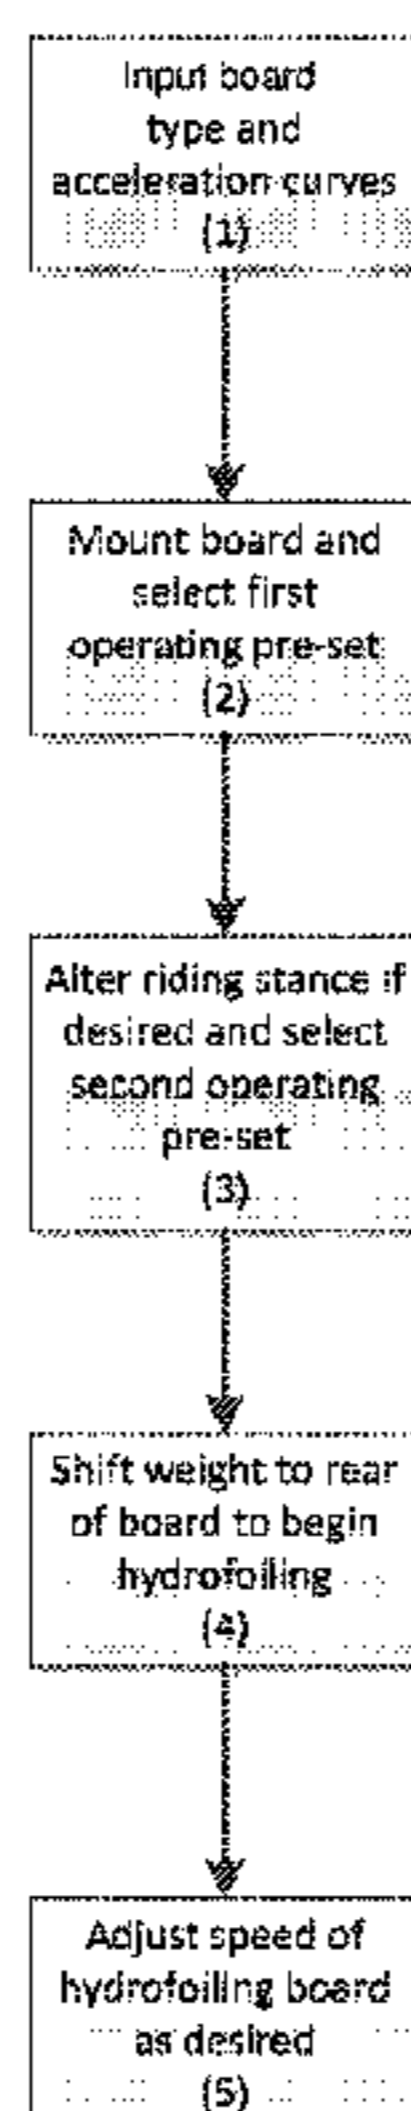 Input board
type and
acceleration curves
(1)
Mount board and
select first
operating pre-set
(2)
Alter riding stance if
desired and select
second operating
pre-set
(3)
Shift weight to rear
of board to begin
hydrofoiling
(4)
Adjust speed of
hydrofoiling board
as desired
(5)